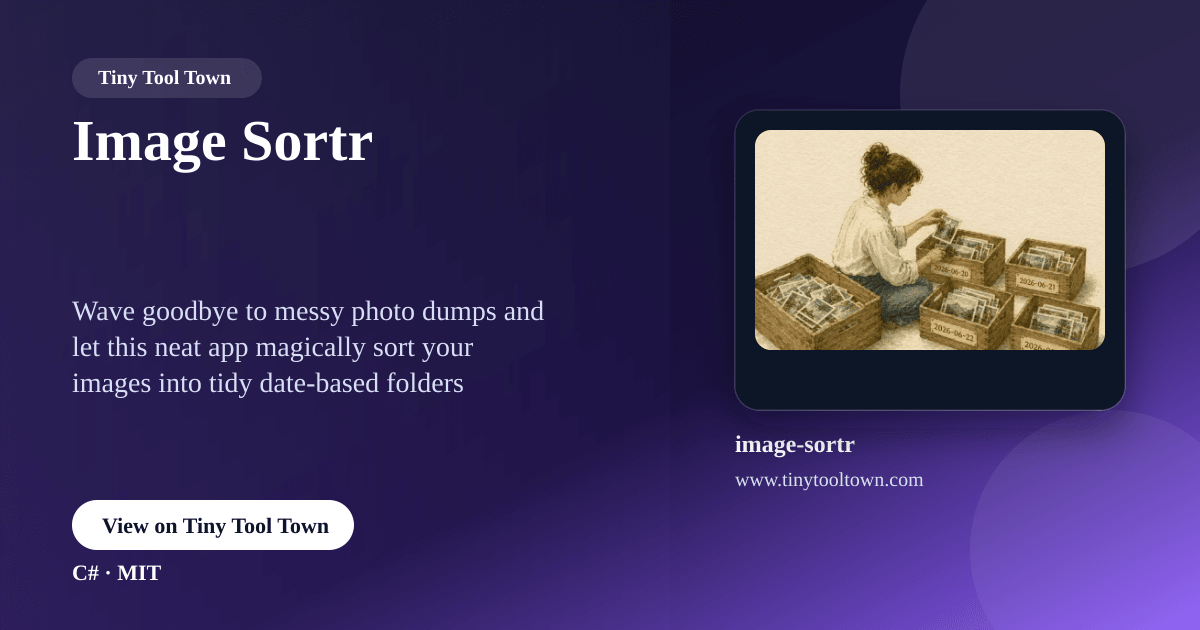 Tiny Tool Town
Image Sortr
Wave goodbye to messy photo dumps and
let this neat app magically sort your
images into tidy date-based folders
View on Tiny Tool Town
C# · MIT
2026-06-20
2026-06-21
2026-06-22
2026-06
image-sortr
www.tinytooltown.com